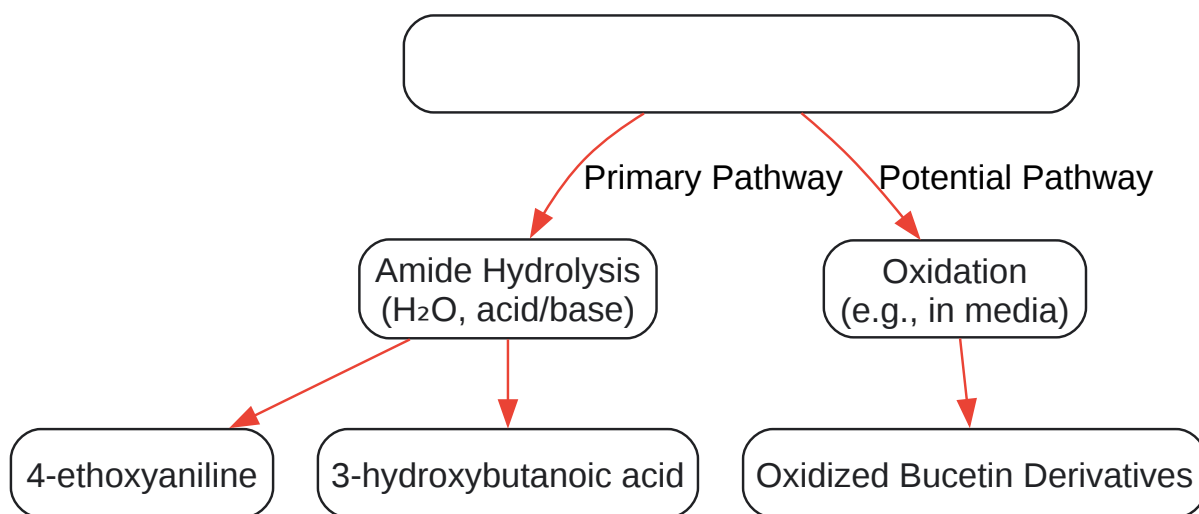 Primary Pathway
Potential Pathway
Amide Hydrolysis
(H₂O, acid/base)
Oxidation
(e.g., in media)
4-ethoxyaniline
3-hydroxybutanoic acid
Oxidized Bucetin Derivatives